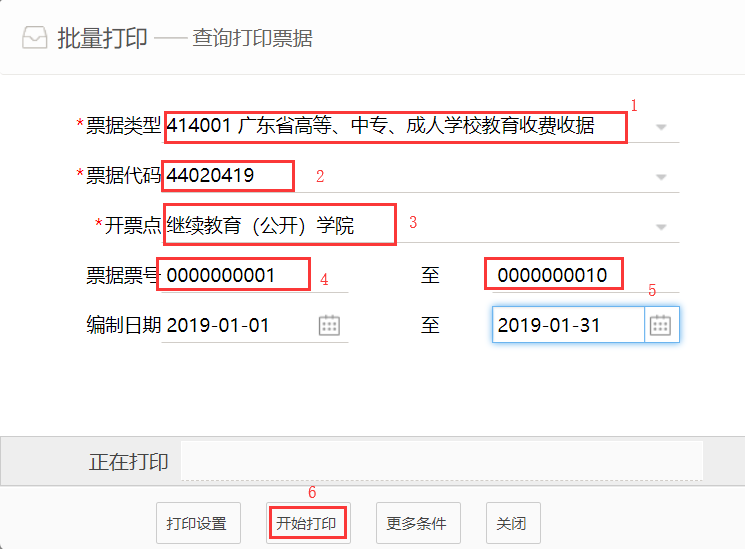 批量打印 —— 查询打印票据
1
*票据类型 414001 广东省高等、中专、成人学校教育收费收据
*票据代码 44020419 2
*开票点 继续教育（公开）学院 3
票据票号 0000000001 4 至 0000000010 5
编制日期 2019-01-01 至 2019-01-31
正在打印
6
打印设置 开始打印 更多条件 关闭